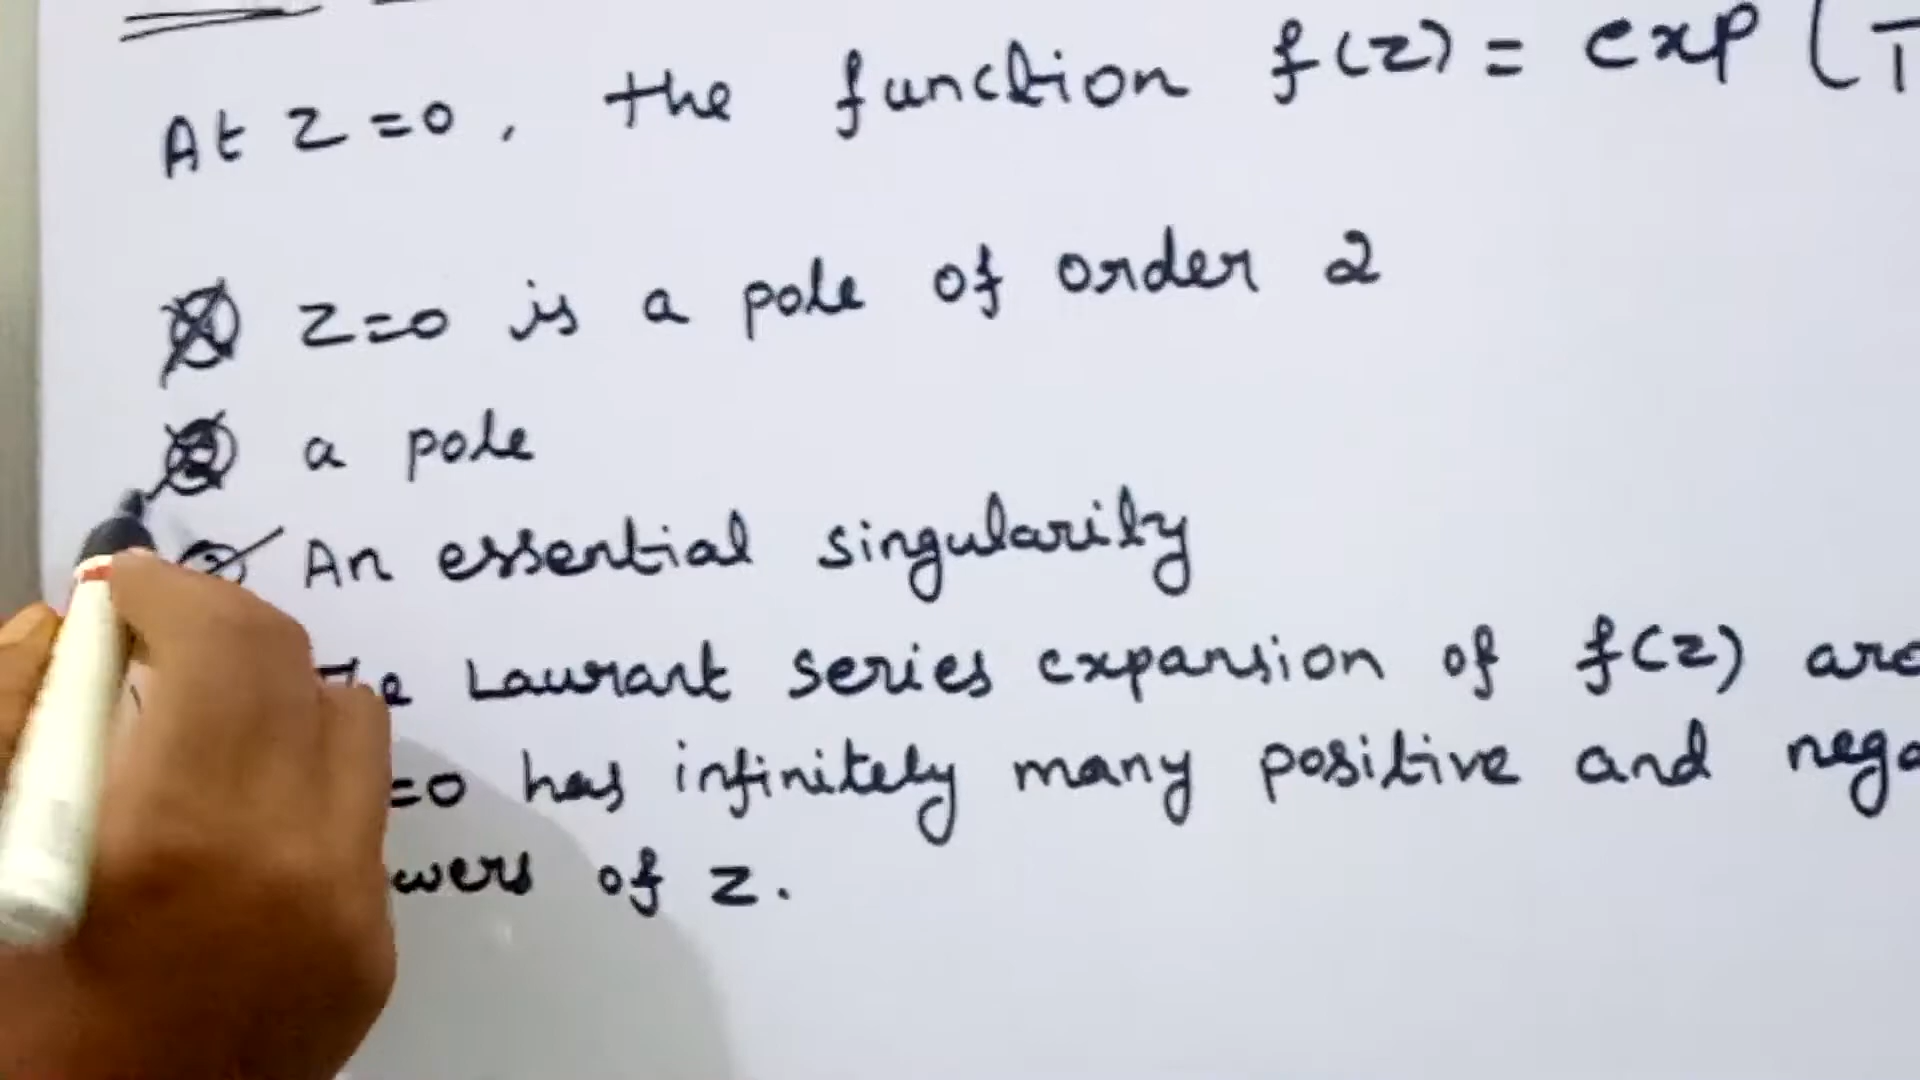 At z=0, the function f(z) = exp (
z=0 is a pole of order 2
a pole
An essential singularity
Laurant series expansion of f(z)
=0 has infinitely many positive and
of z.